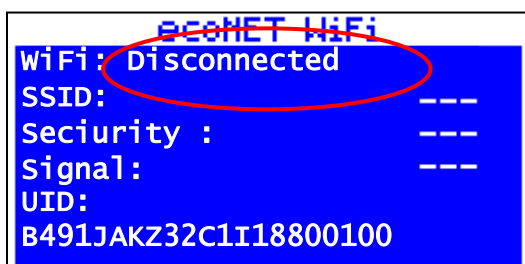 ecoNET WiFi
WiFi: Disconnected
SSID: ---
Seciurity : ---
Signal: ---
UID:
B491JAKZ32C1I18800100